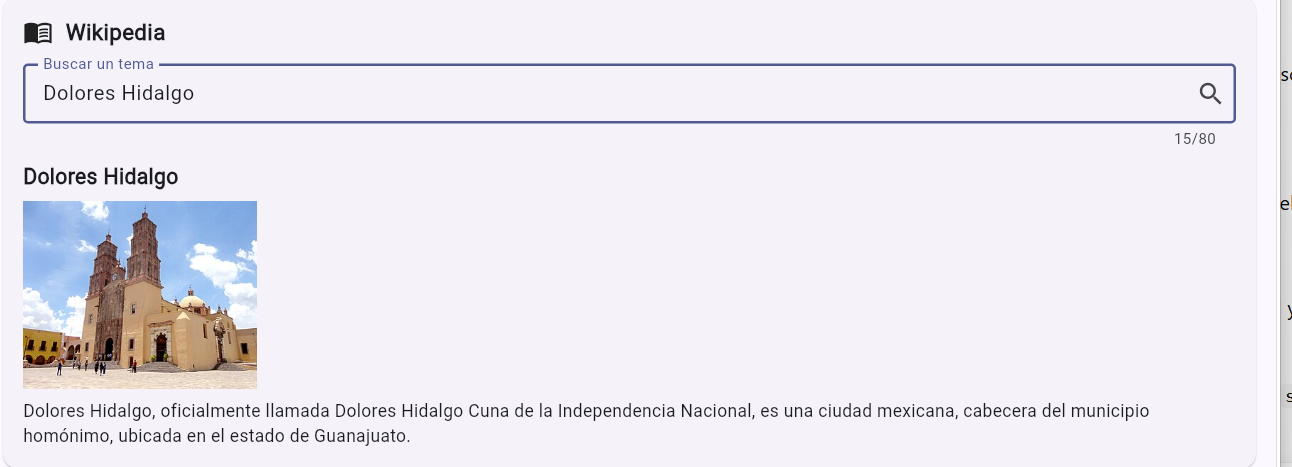 Wikipedia
Buscar un tema
Dolores Hidalgo
15/80
Dolores Hidalgo
Dolores Hidalgo, oficialmente llamada Dolores Hidalgo Cuna de la Independencia Nacional, es una ciudad mexicana, cabecera del municipio
homónimo, ubicada en el estado de Guanajuato.